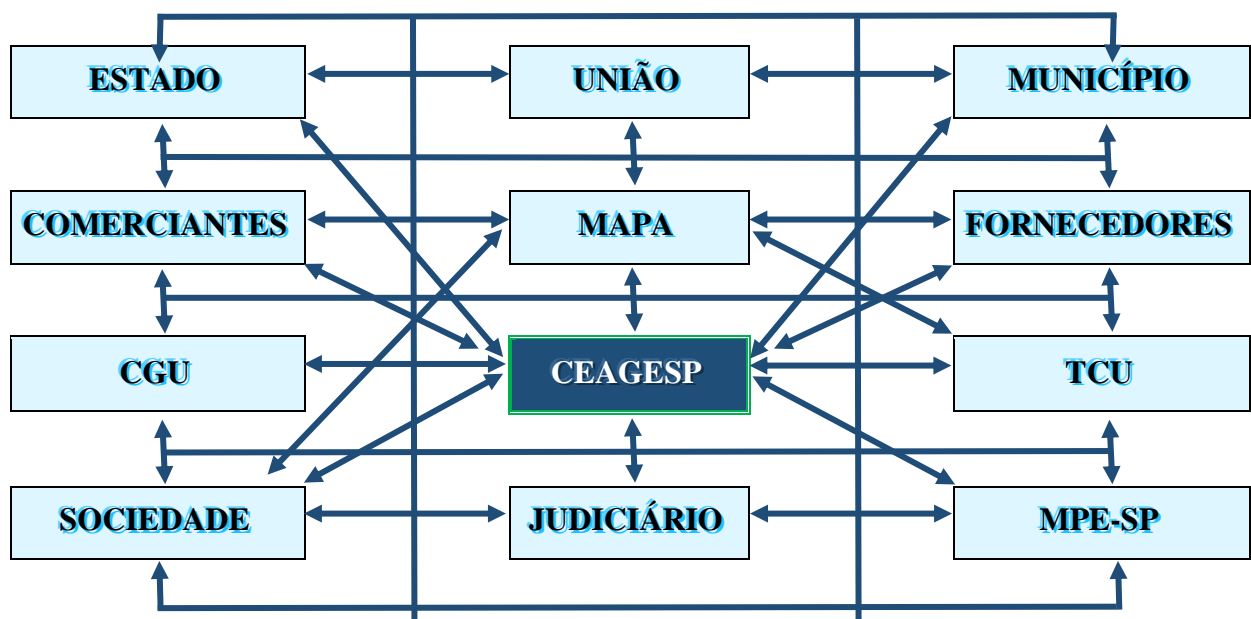 ESTADO
UNIÃO
MUNICÍPIO
COMERCIANTES
MAPA
FORNECEDORES
CGU
CEAGESP
TCU
SOCIEDADE
JUDICIÁRIO
MPE-SP